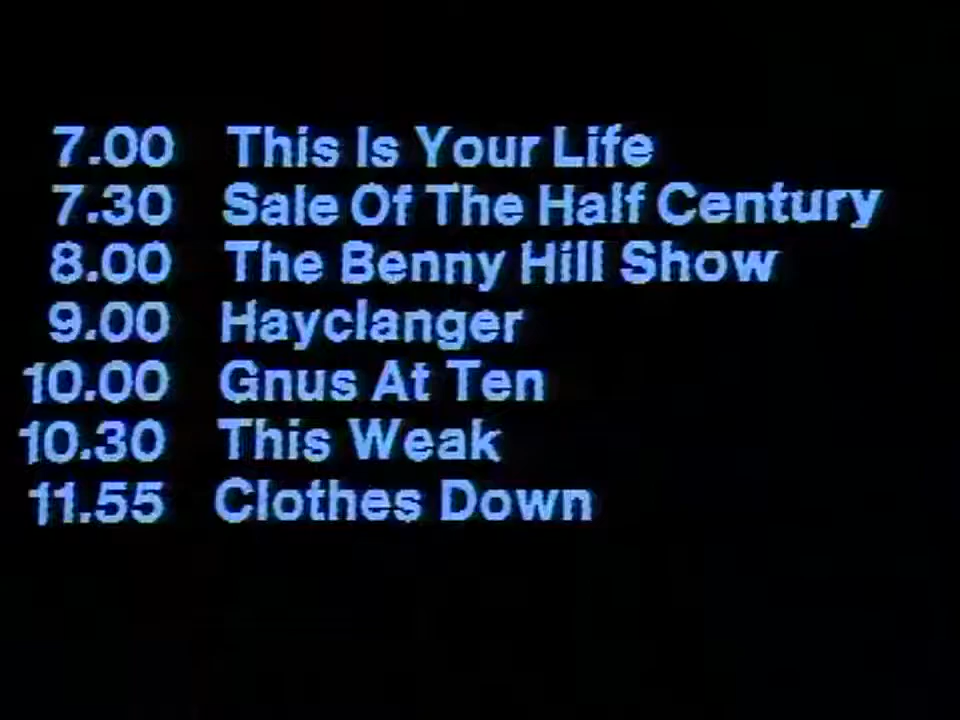 7.00 This Is Your Life
7.30 Sale Of The Half Century
8.00 The Benny Hill Show
9.00 Hayclanger
10.00 Gnus At Ten
10.30 This Weak
11.55 Clothes Down